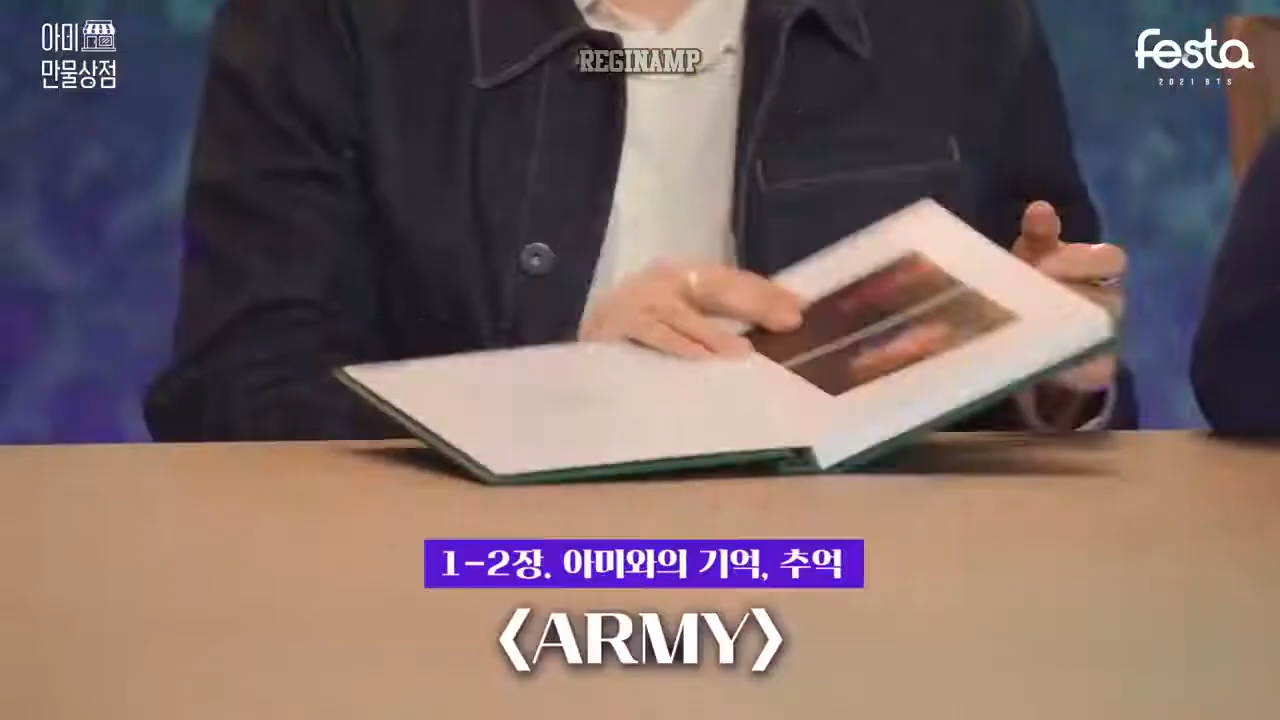 아미
만물상점
REGINAMP
festa
2021 BTS
1-2장. 아미와의 기억, 추억
《ARMY》